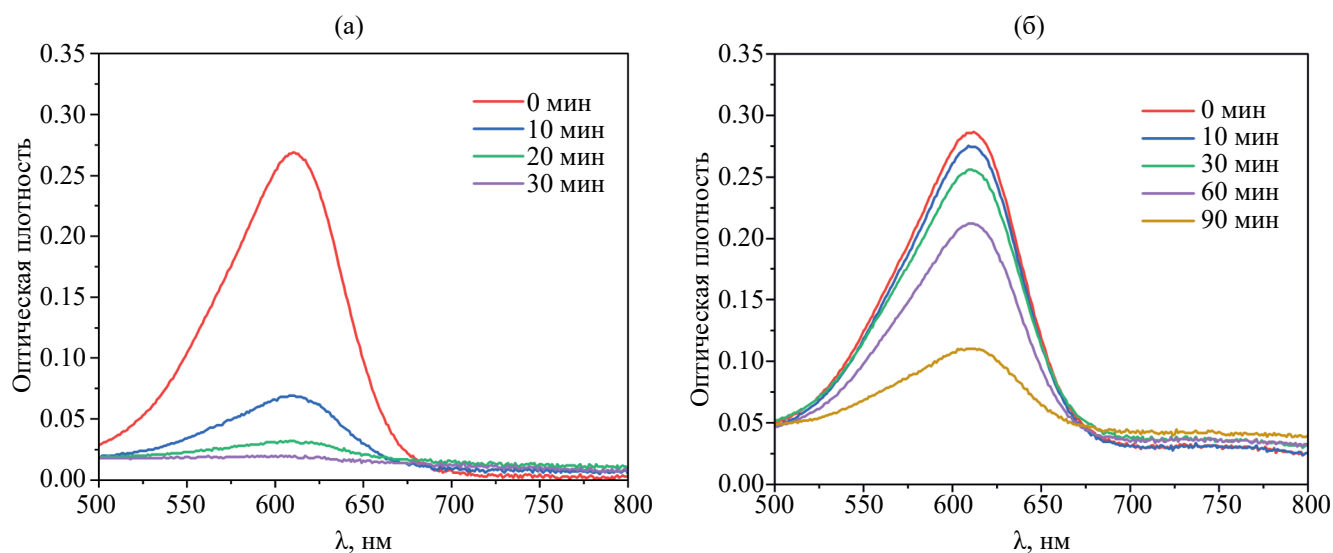 (а)
0.35
0.30
0.25
0.20
0.15
0.10
0.05
0.00
Оптическая плотность
0 мин
10 мин
20 мин
30 мин
500 550 600 650 700 750 800
λ, нм
(б)
0.35
0.30
0.25
0.20
0.15
0.10
0.05
0.00
Оптическая плотность
0 мин
10 мин
30 мин
60 мин
90 мин
500 550 600 650 700 750 800
λ, нм